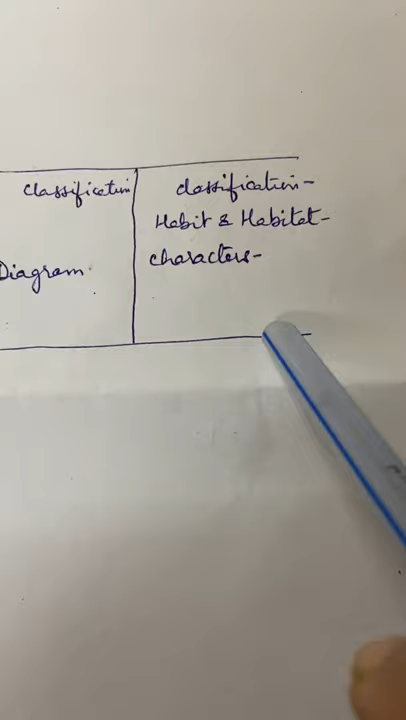 Classification
Diagram.
classification-
Habit & Habitat-
characters-